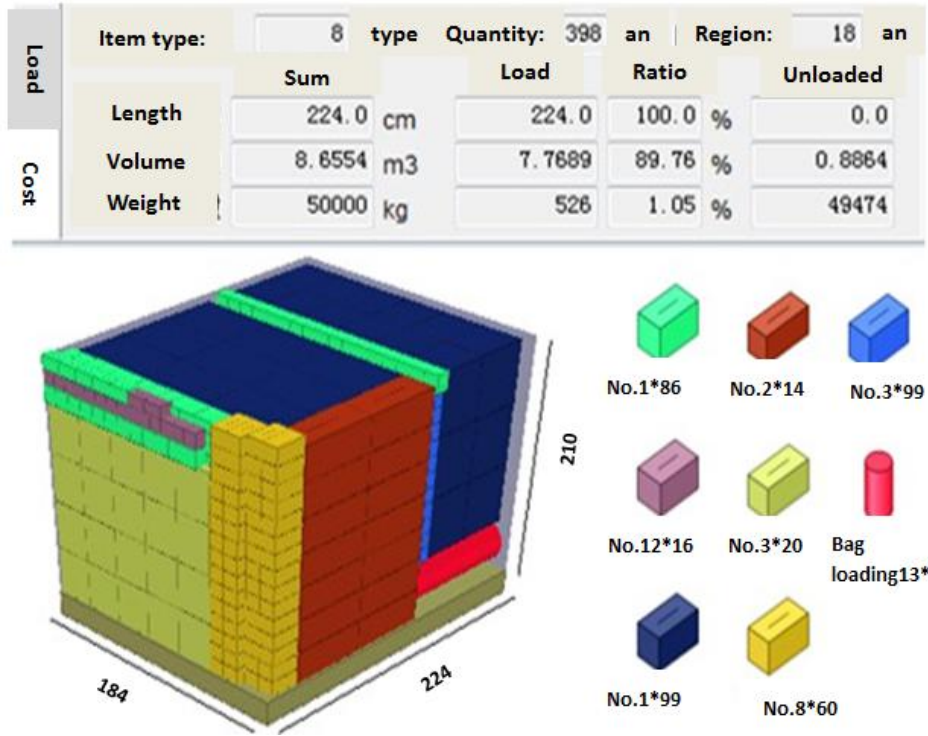 Load
Cost
Item type: 8 type Quantity: 398 an Region: 18 an
Sum Load Ratio Unloaded
Length 224.0 cm 224.0 100.0 % 0.0
Volume 8.6554 m3 7.7689 89.76 % 0.8864
Weight 50000 kg 526 1.05 % 49474
210
184
224
No.1*86 No.2*14 No.3*99
No.12*16 No.3*20 Bag
loading13*
No.1*99 No.8*60